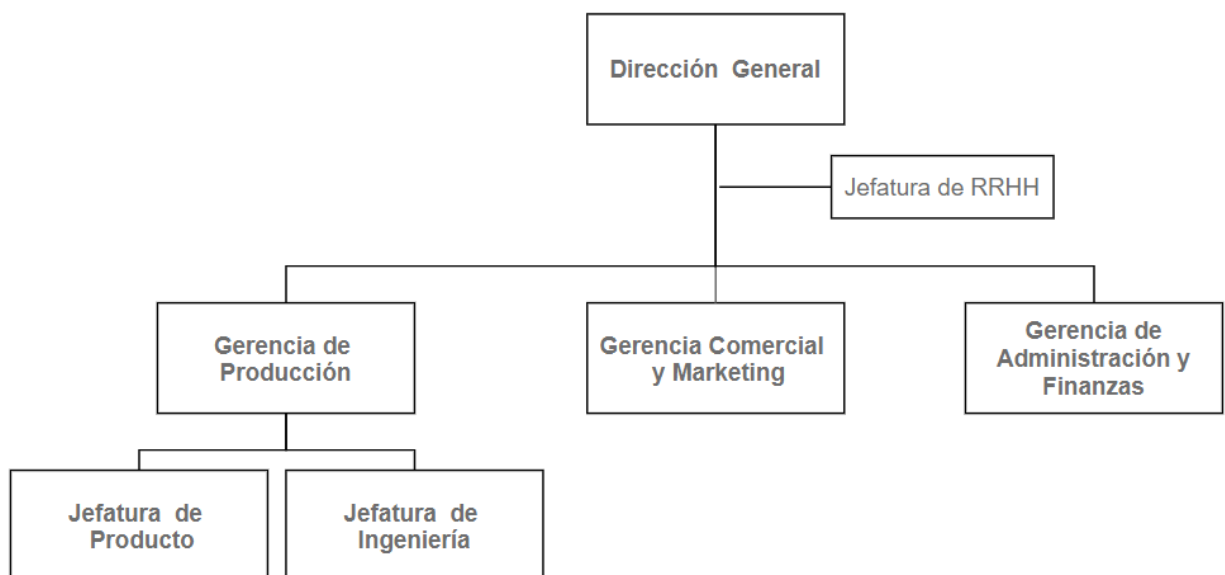 Dirección General
Jefatura de RRHH
Gerencia de
Producción
Gerencia Comercial
y Marketing
Gerencia de
Administración y
Finanzas
Jefatura de
Producto
Jefatura de
Ingeniería